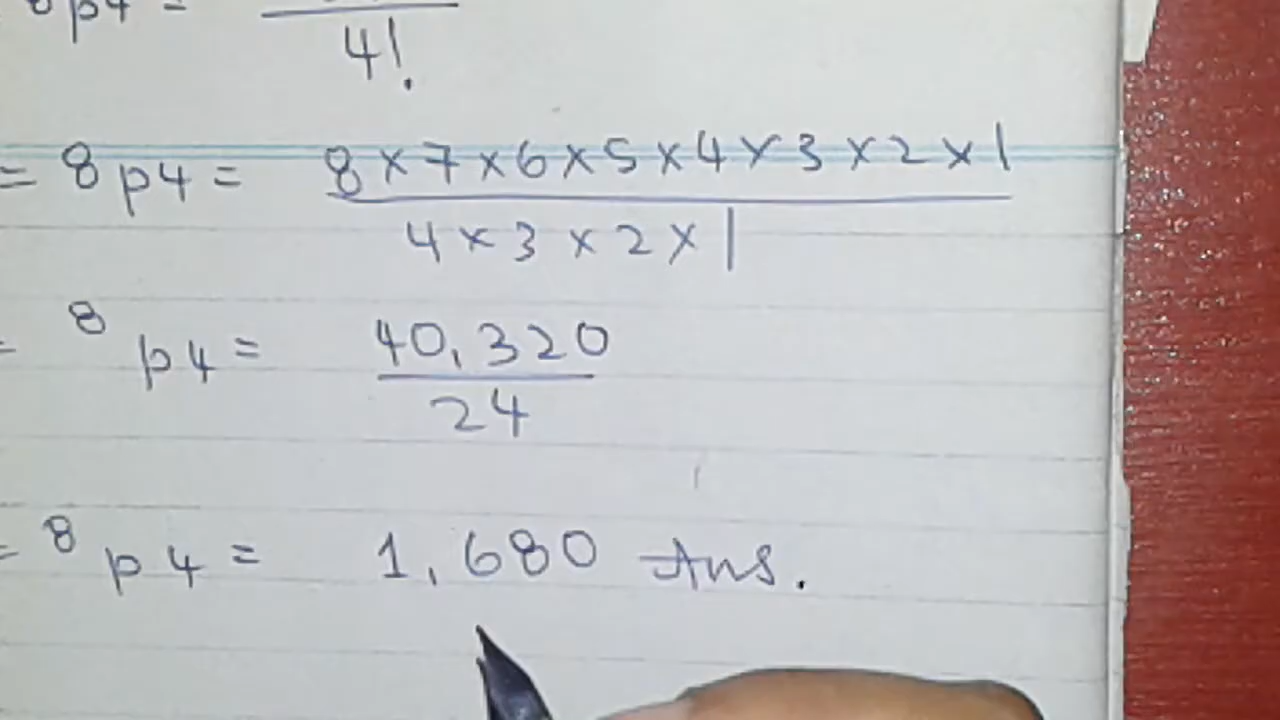 8p4 =
4!
= 8p4 = 8×7×6×5×4×3×2×1
4×3×2×1
= 8p4 = 40,320
24
= 8p4 = 1,680 Ans.